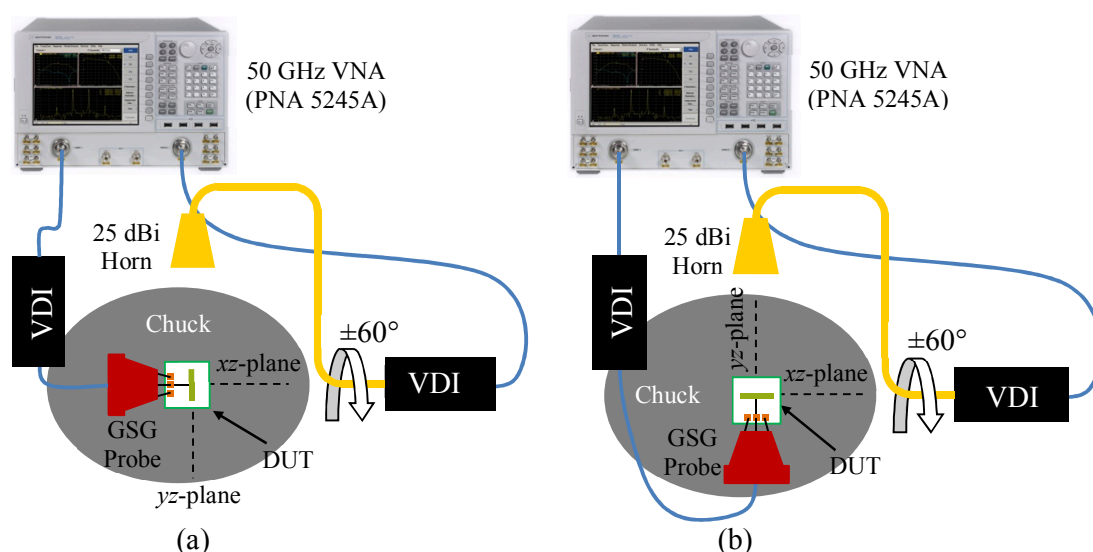 50 GHz VNA
(PNA 5245A)
25 dBi
Horn
VDI
Chuck
±60°
xz-plane
VDI
GSG
Probe
DUT
yz-plane
(a)
50 GHz VNA
(PNA 5245A)
25 dBi
Horn
VDI
yz-plane
±60°
xz-plane
Chuck
VDI
GSG
Probe
DUT
(b)